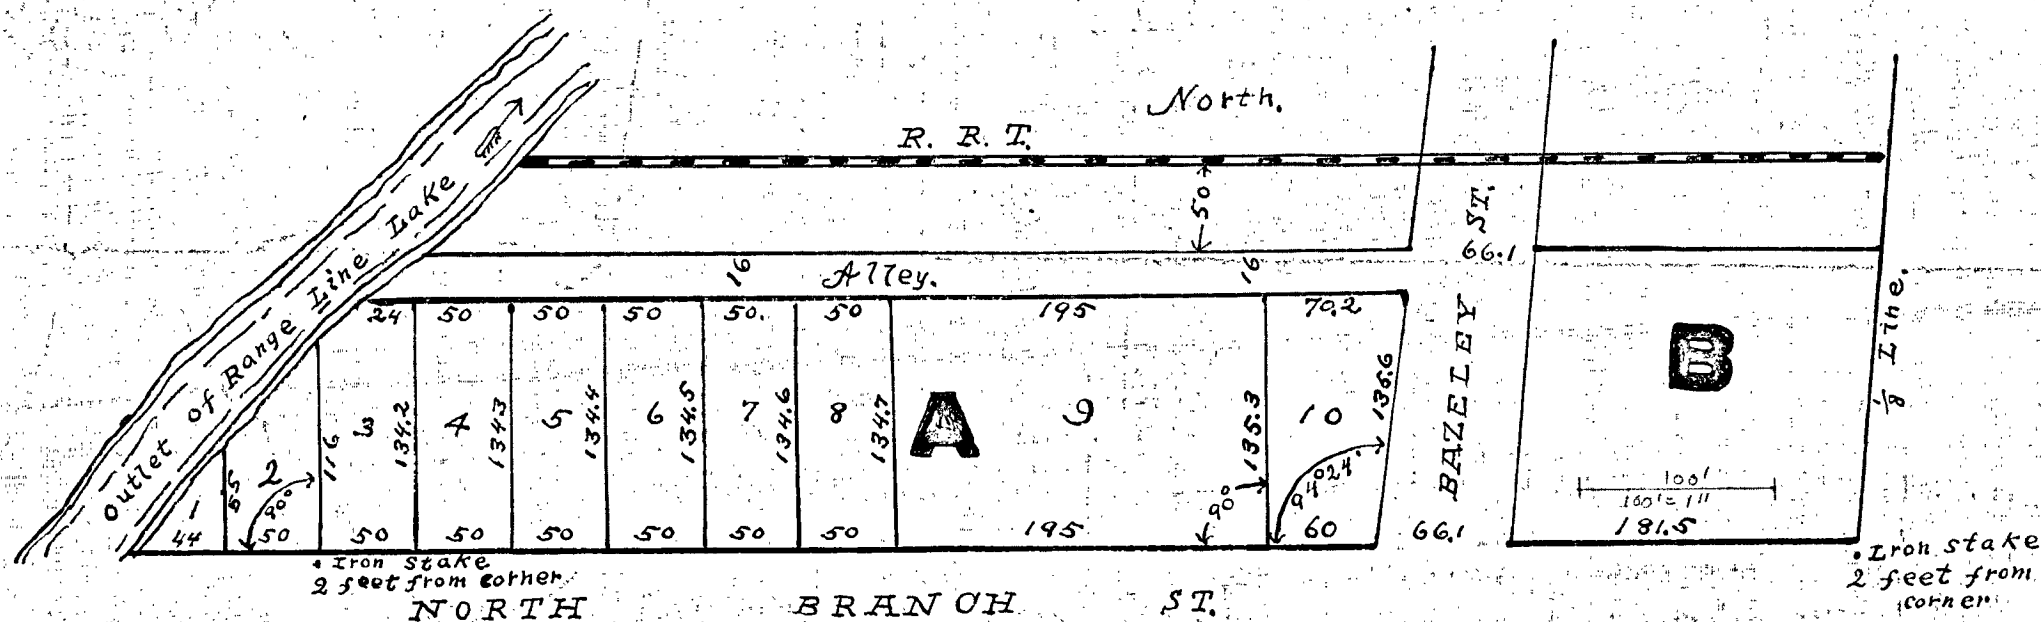 North.
R. R. T.
50
ST.
66.1
Outlet of Range Line Lake
16 Alley. 16
24 50 50 50 50. 50 195 70.2
1 55 2 116 3 134.2 4 134.3 5 134.4 6 134.5 7 134.6 8 134.7 A 9 135.3 10 136.6
90° 90° 94°24'
BAZELEY
B
1/8 Line.
100'
100' = 1"
44 50 50 50 50 50 50 50 195 60 66.1 181.5
• Iron stake
2 feet from corner
• Iron stake
2 feet from
corner
NORTH BRANCH ST.